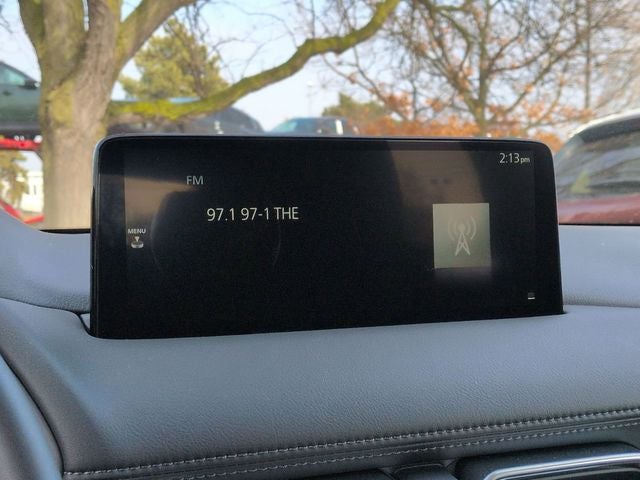 2:13 pm
FM
97.1 97-1 THE
MENU